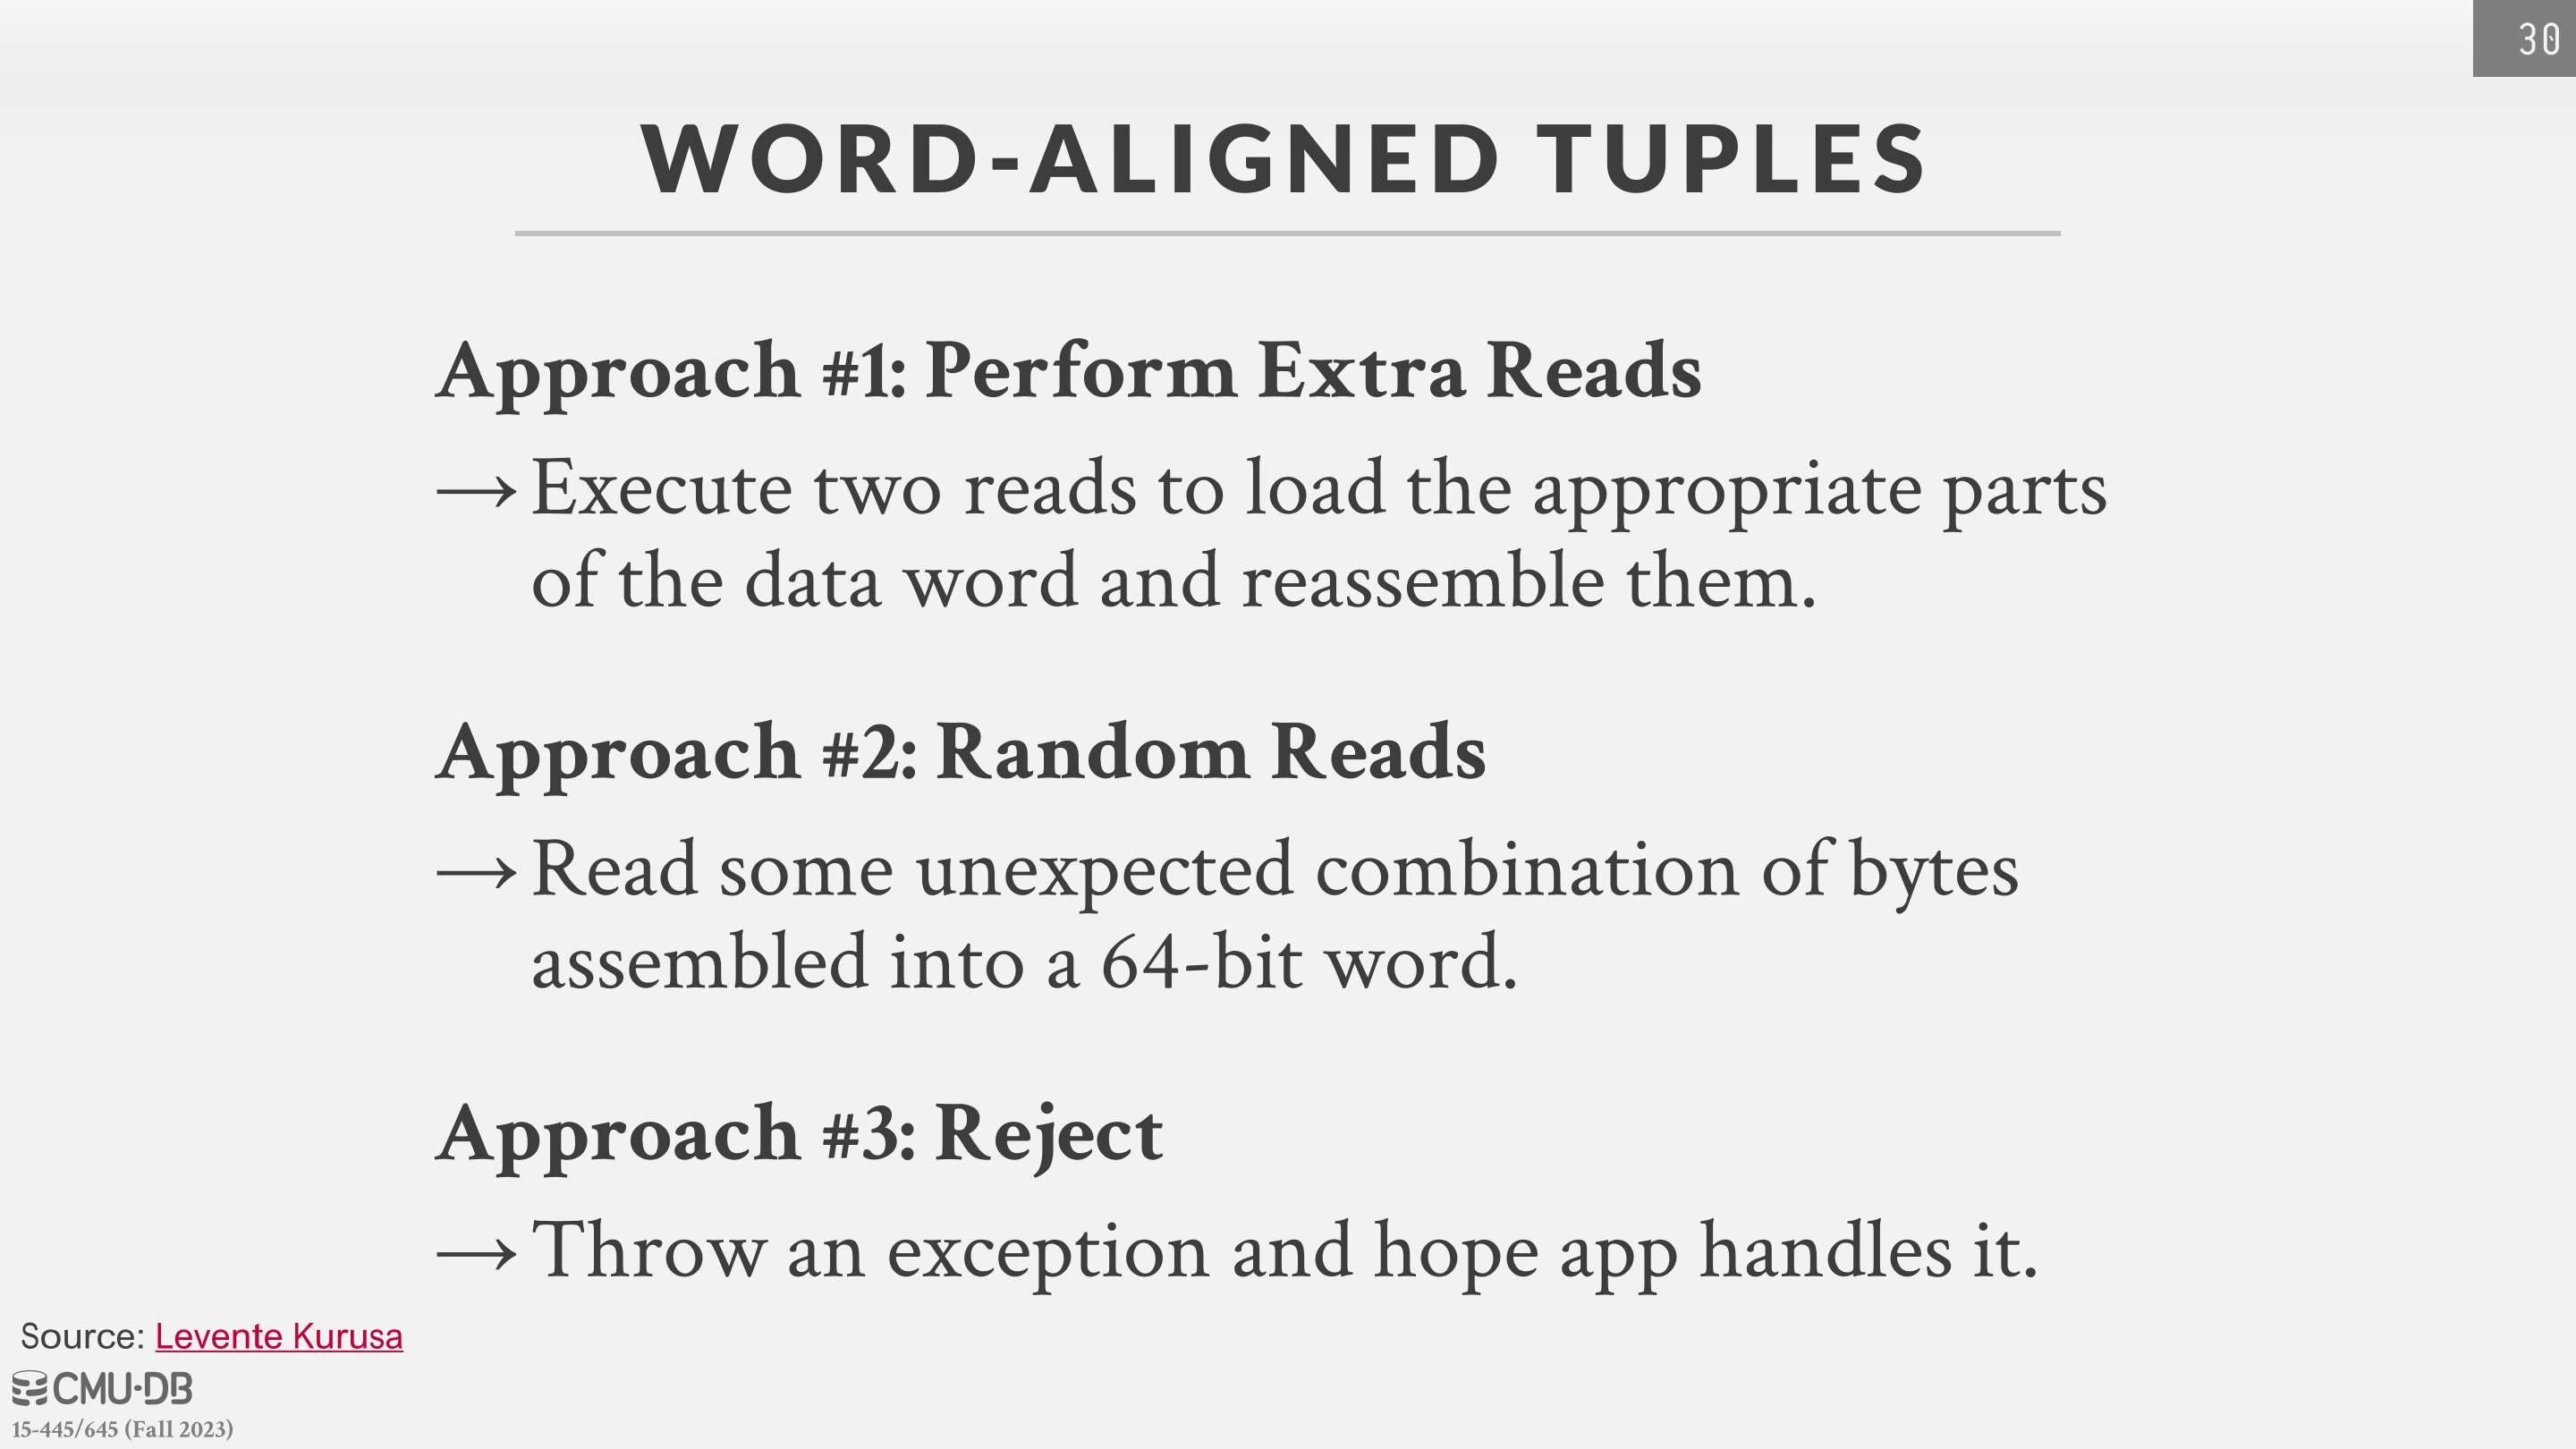 30
WORD-ALIGNED TUPLES
Approach #1: Perform Extra Reads
→ Execute two reads to load the appropriate parts
of the data word and reassemble them.
Approach #2: Random Reads
→ Read some unexpected combination of bytes
assembled into a 64-bit word.
Approach #3: Reject
→ Throw an exception and hope app handles it.
Source: Levente Kurusa
CMU·DB
15-445/645 (Fall 2023)